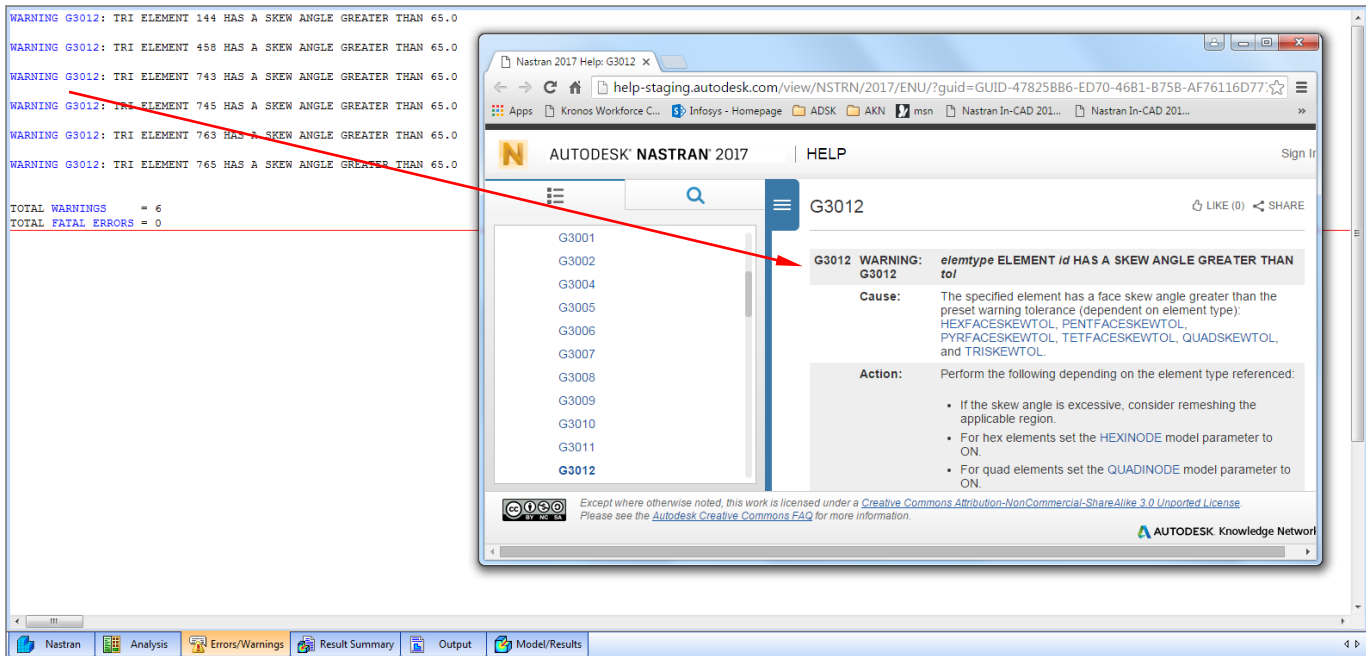 WARNING G3012: TRI ELEMENT 144 HAS A SKEW ANGLE GREATER THAN 65.0
WARNING G3012: TRI ELEMENT 458 HAS A SKEW ANGLE GREATER THAN 65.0
WARNING G3012: TRI ELEMENT 743 HAS A SKEW ANGLE GREATER THAN 65.0
WARNING G3012: TRI ELEMENT 745 HAS A SKEW ANGLE GREATER THAN 65.0
WARNING G3012: TRI ELEMENT 763 HAS A SKEW ANGLE GREATER THAN 65.0
WARNING G3012: TRI ELEMENT 765 HAS A SKEW ANGLE GREATER THAN 65.0
TOTAL WARNINGS = 6
TOTAL FATAL ERRORS = 0
Nastran 2017 Help: G3012
help-staging.autodesk.com/view/NSTRN/2017/ENU/?guid=GUID-47825BB6-ED70-46B1-B75B-AF76116D77
Apps Kronos Workforce C... Infosys - Homepage ADSK AKN msn Nastran In-CAD 201... Nastran In-CAD 201... »
N AUTODESK® NASTRAN® 2017 HELP Sign In
G3001
G3002
G3004
G3005
G3006
G3007
G3008
G3009
G3010
G3011
G3012
G3012
LIKE (0) SHARE
G3012 WARNING: G3012 elemtype ELEMENT id HAS A SKEW ANGLE GREATER THAN
tol
Cause: The specified element has a face skew angle greater than the
preset warning tolerance (dependent on element type):
HEXFACESKEWTOL, PENTFACESKEWTOL,
PYRFACESKEWTOL, TETFACESKEWTOL, QUADSKEWTOL,
and TRISKEWTOL.
Action: Perform the following depending on the element type referenced:
• If the skew angle is excessive, consider remeshing the
applicable region.
• For hex elements set the HEXINODE model parameter to
ON.
• For quad elements set the QUADINODE model parameter to
ON.
cc BY NC SA
Except where otherwise noted, this work is licensed under a Creative Commons Attribution-NonCommercial-ShareAlike 3.0 Unported License.
Please see the Autodesk Creative Commons FAQ for more information.
AUTODESK. Knowledge Network
Nastran Analysis Errors/Warnings Result Summary Output Model/Results